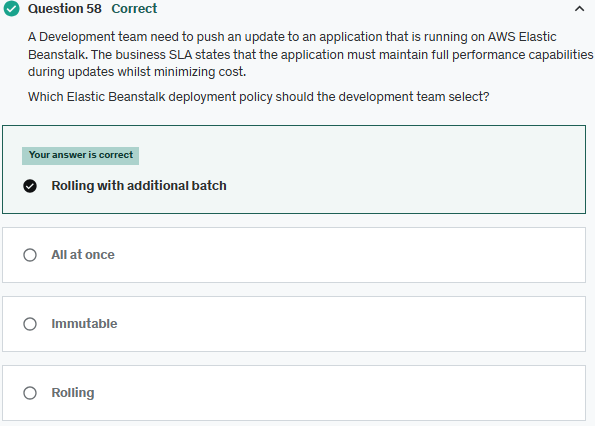 Question 58 Correct
A Development team need to push an update to an application that is running on AWS Elastic
Beanstalk. The business SLA states that the application must maintain full performance capabilities
during updates whilst minimizing cost.
Which Elastic Beanstalk deployment policy should the development team select?
Your answer is correct
Rolling with additional batch
All at once
Immutable
Rolling